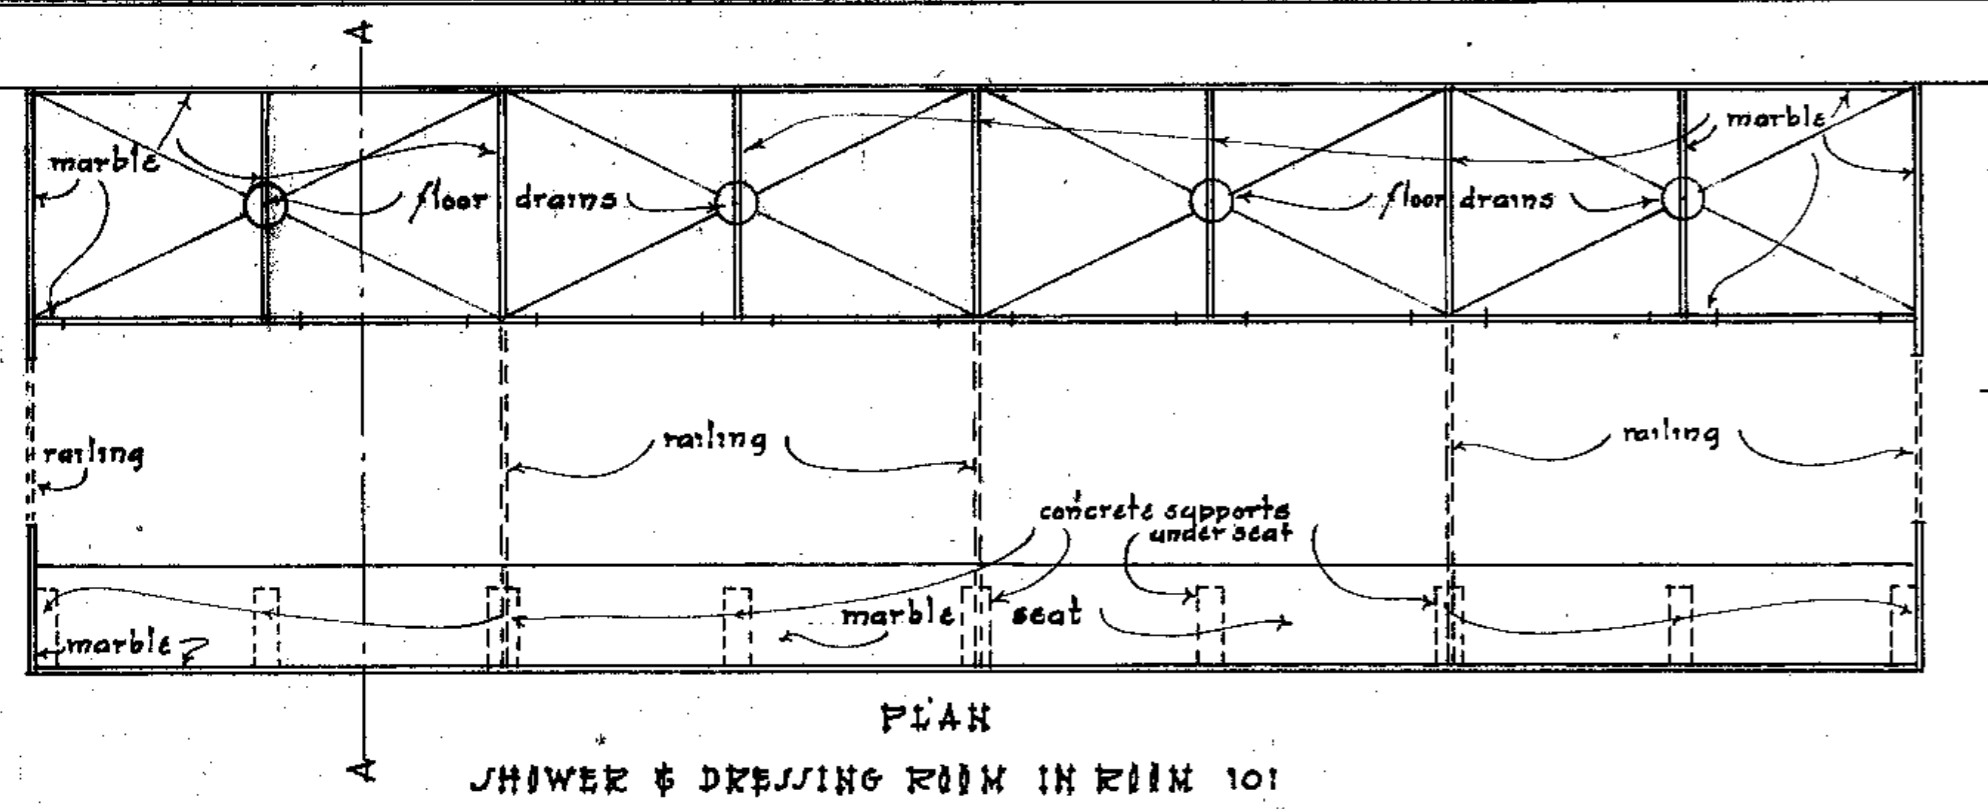 A
marble
marble
floor drains
floor drains
railing
railing
railing
concrete supports
under seat
marble seat
marble
PLAN
A
SHOWER & DRESSING ROOM IN ROOM 101